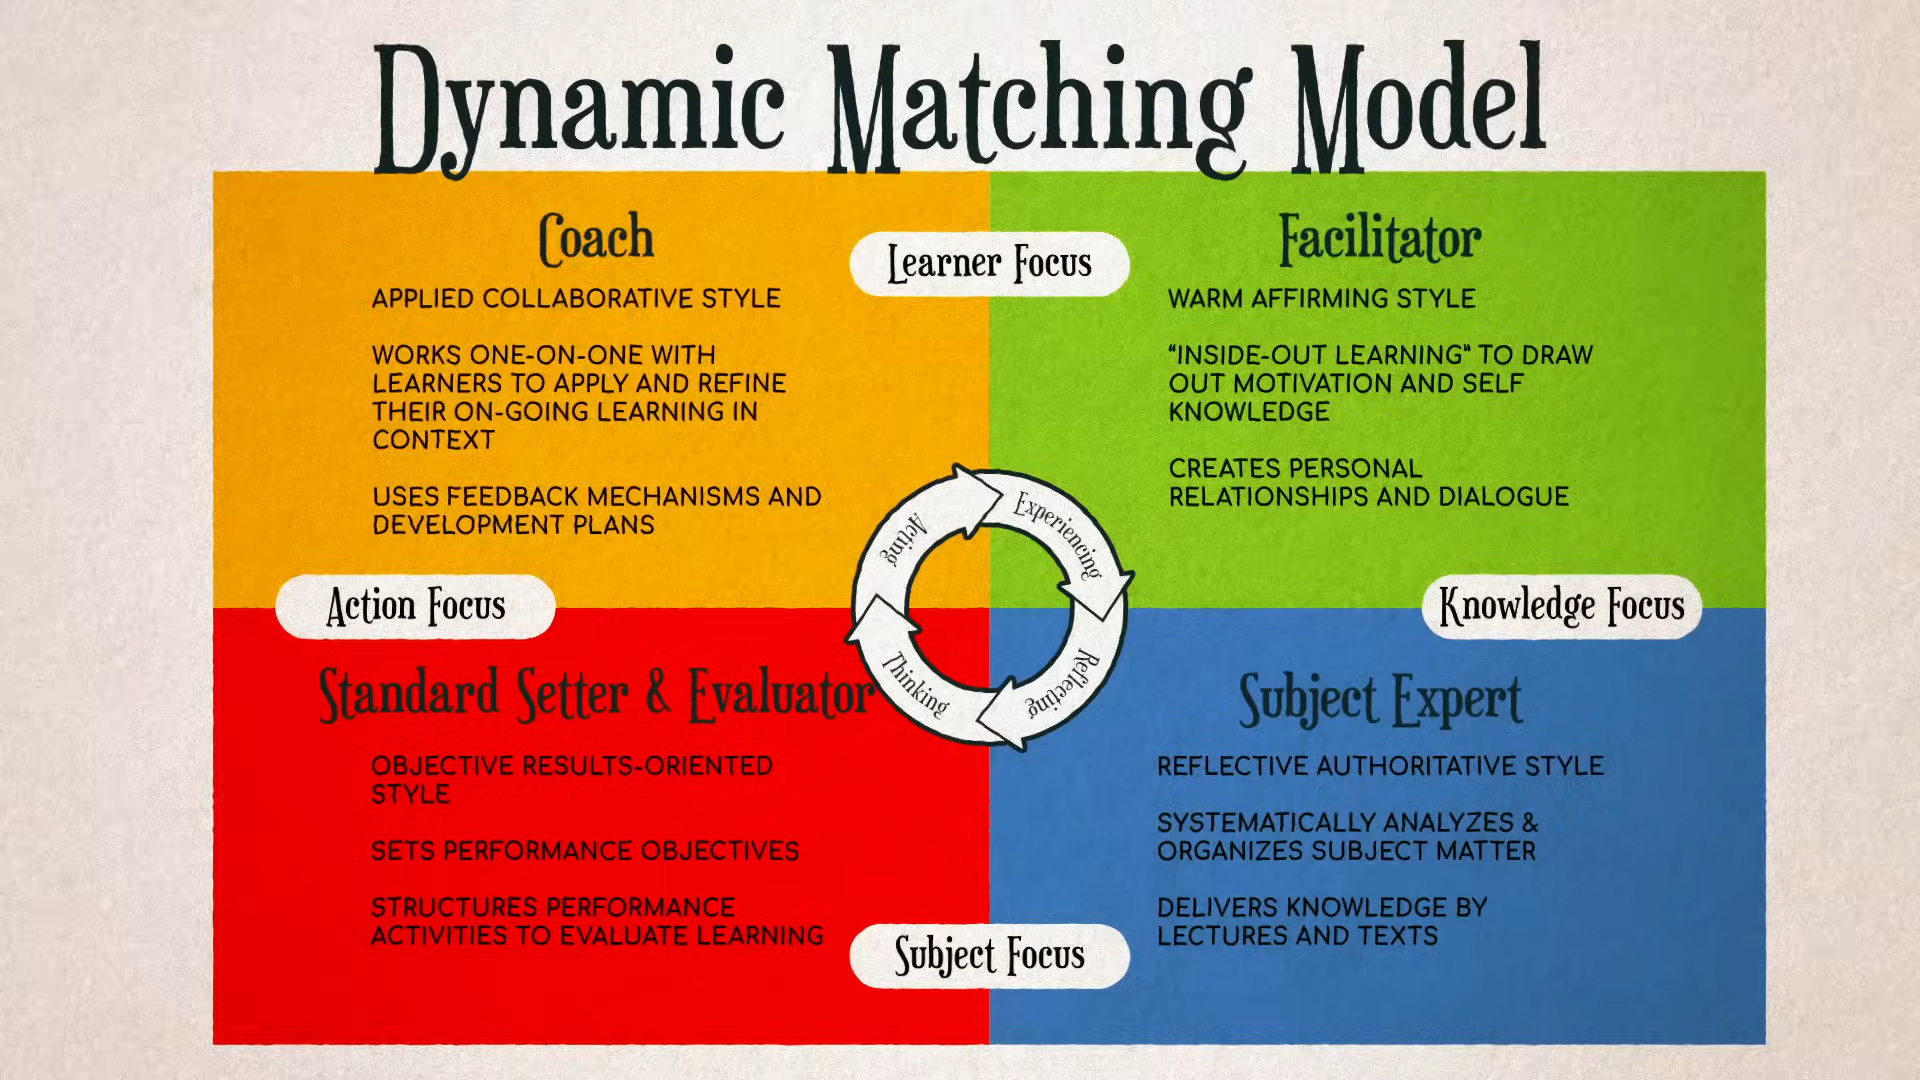 Dynamic Matching Model
Coach
APPLIED COLLABORATIVE STYLE
WORKS ONE-ON-ONE WITH
LEARNERS TO APPLY AND REFINE
THEIR ON-GOING LEARNING IN
CONTEXT
USES FEEDBACK MECHANISMS AND
DEVELOPMENT PLANS
Learner Focus
Facilitator
WARM AFFIRMING STYLE
“INSIDE-OUT LEARNING” TO DRAW
OUT MOTIVATION AND SELF
KNOWLEDGE
CREATES PERSONAL
RELATIONSHIPS AND DIALOGUE
Acting
Experiencing
Action Focus
Knowledge Focus
Thinking
Reflecting
Standard Setter & Evaluator
OBJECTIVE RESULTS-ORIENTED
STYLE
SETS PERFORMANCE OBJECTIVES
STRUCTURES PERFORMANCE
ACTIVITIES TO EVALUATE LEARNING
Subject Focus
Subject Expert
REFLECTIVE AUTHORITATIVE STYLE
SYSTEMATICALLY ANALYZES &
ORGANIZES SUBJECT MATTER
DELIVERS KNOWLEDGE BY
LECTURES AND TEXTS